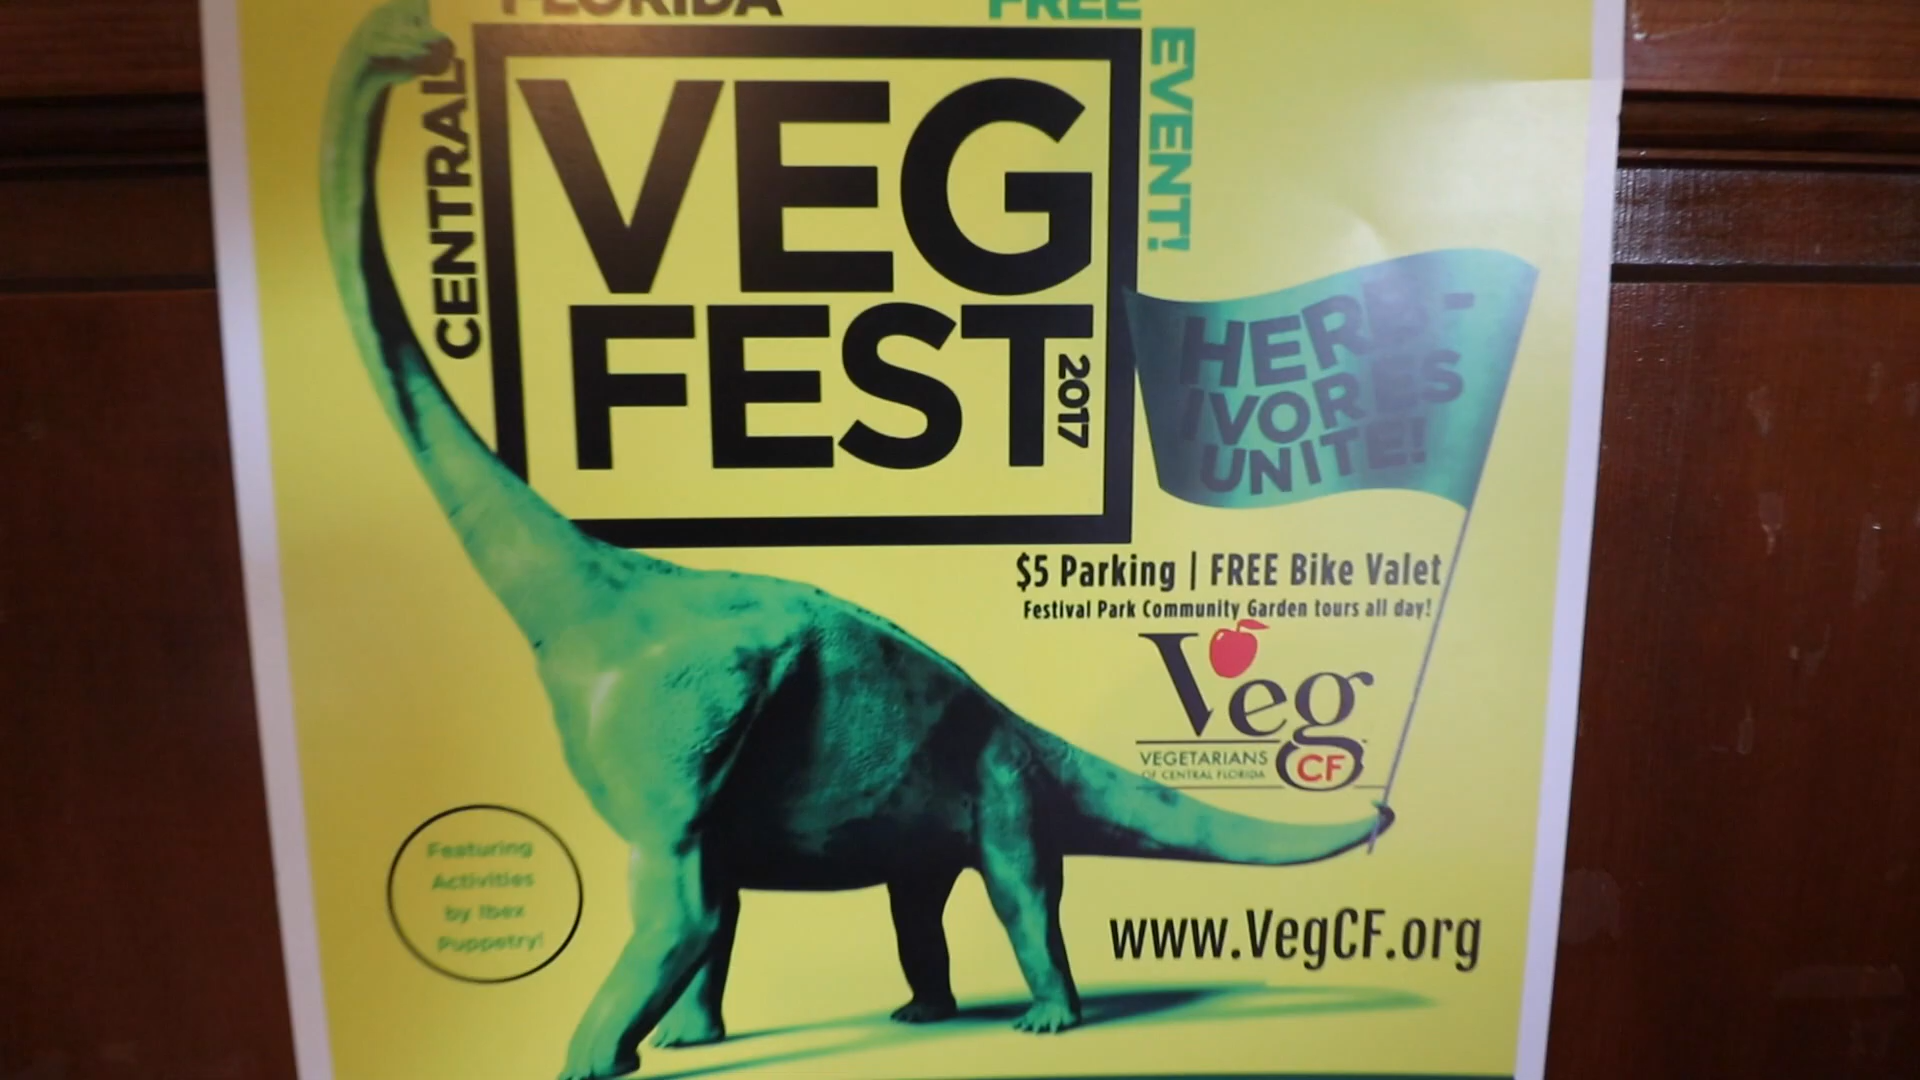 CENTRAL
FLORIDA
FREE
EVENT!
VEG
FEST
2017
HERB-
IVORES
UNITE!
$5 Parking | FREE Bike Valet
Festival Park Community Garden tours all day!
Veg
VEGETARIANS
OF CENTRAL FLORIDA
CF
Featuring
Activities
by Ibex
Puppetry!
www.VegCF.org